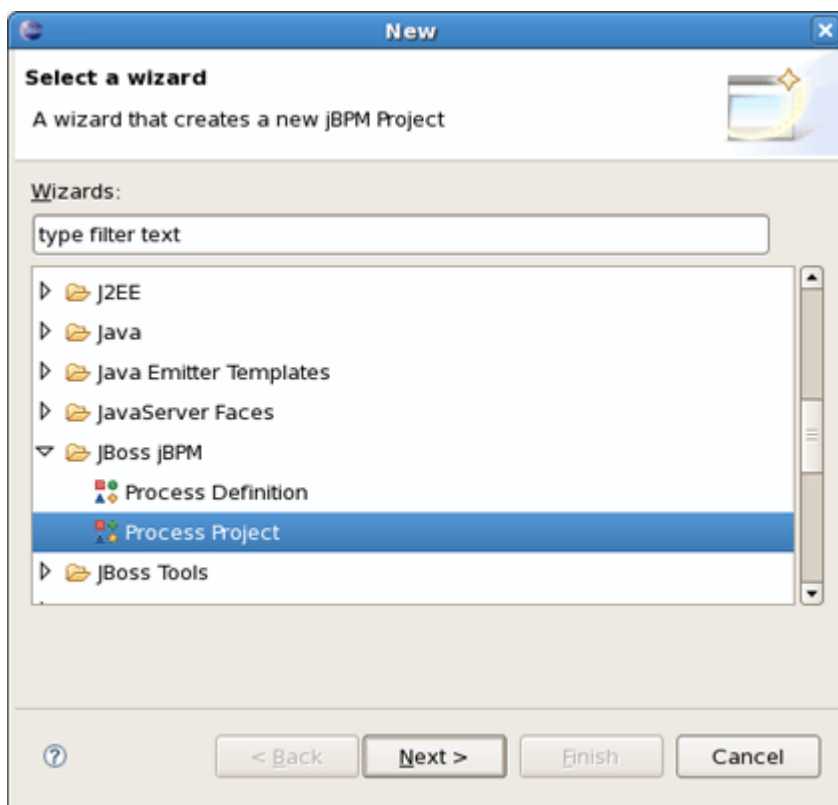 New
Select a wizard
A wizard that creates a new jBPM Project
Wizards:
type filter text
J2EE
Java
Java Emitter Templates
JavaServer Faces
JBoss jBPM
Process Definition
Process Project
JBoss Tools
? < Back Next > Finish Cancel